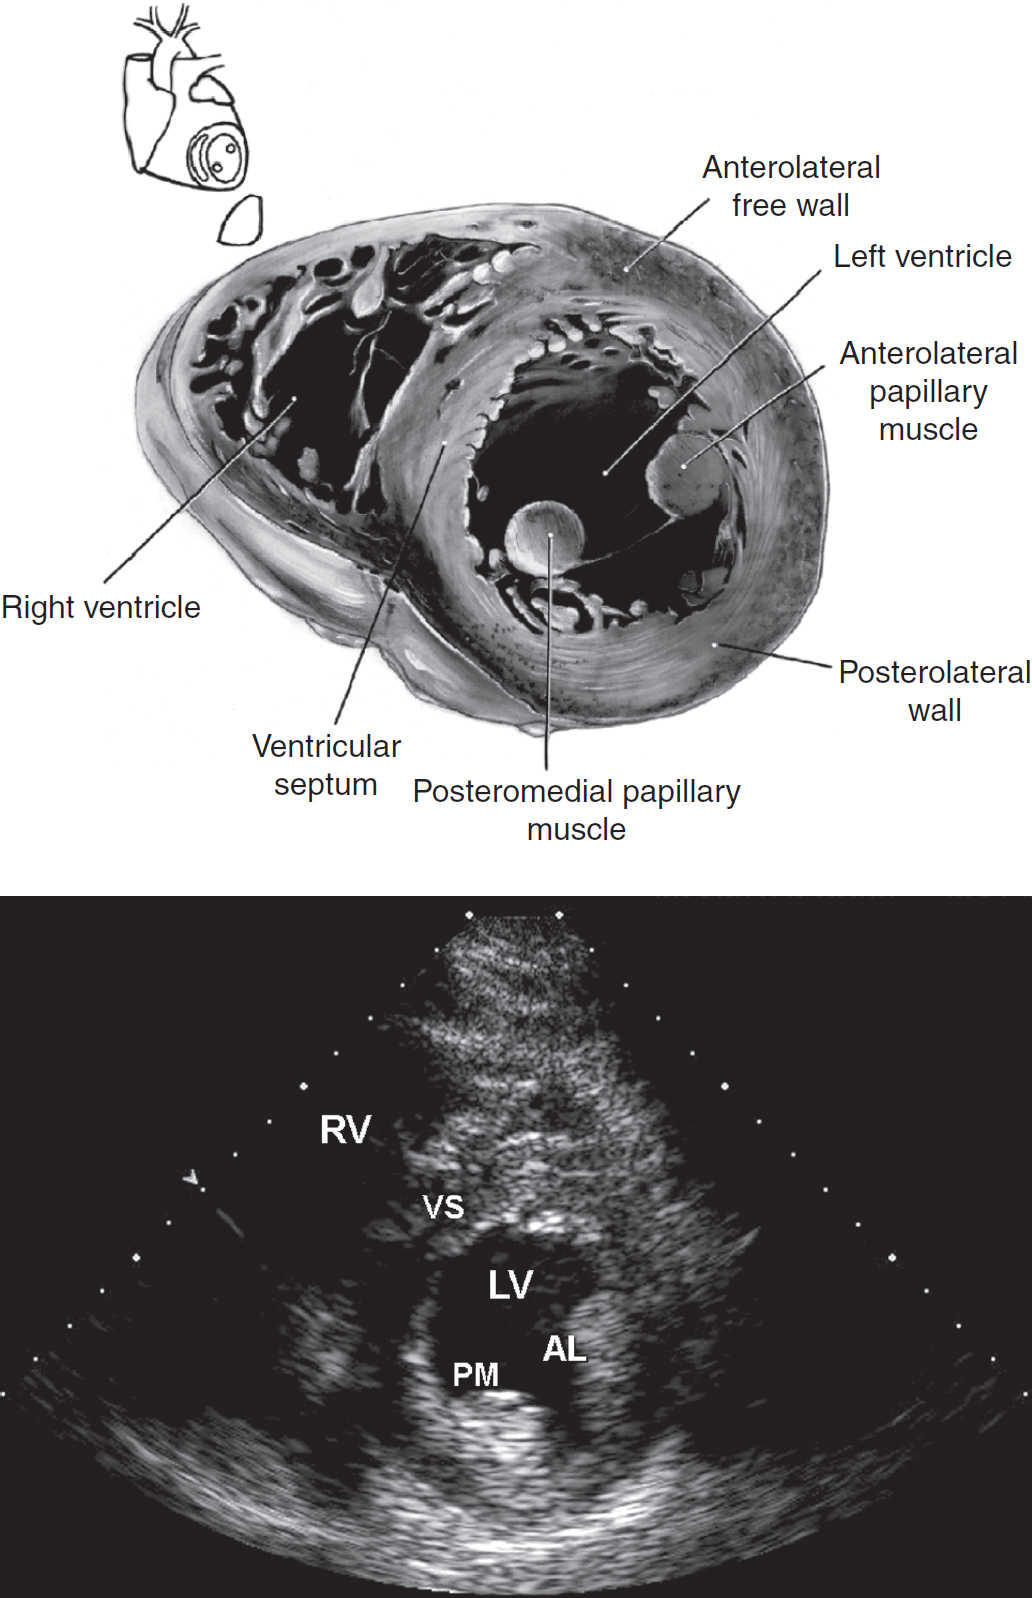 Anterolateral
free wall
Left ventricle
Anterolateral
papillary
muscle
Right ventricle
Posterolateral
wall
Ventricular
septum
Posteromedial papillary
muscle
RV
VS
LV
AL
PM